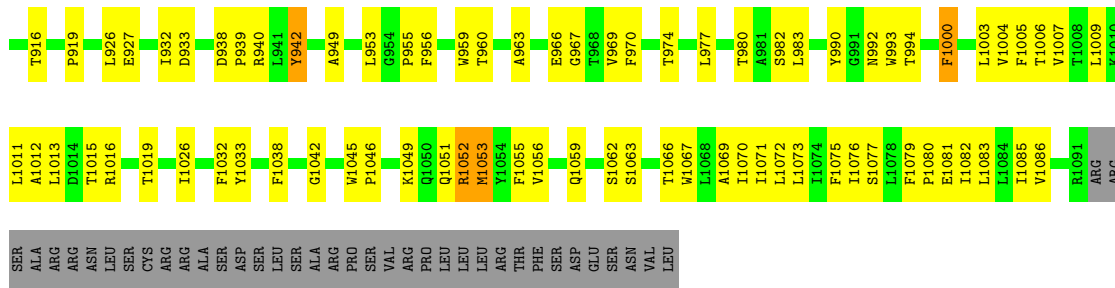 T916 P919 L926 E927 I932 D933 D938 P939 R940 L941 Y942 A949 L953 G954 P955 F956 W959 T960 A963 E966 G967 T968 V969 F970 T974 L977 T980 A981 S982 L983 Y990 G991 N992 W993 T994 F1000 L1003 V1004 F1005 T1006 V1007 T1008 L1009 K1010
L1011 A1012 L1013 D1014 T1015 R1016 T1019 I1026 F1032 Y1033 F1038 G1042 W1045 P1046 K1049 Q1050 Q1051 R1052 M1053 Y1054 F1055 V1056 Q1059 S1062 S1063 T1066 W1067 L1068 A1069 I1070 I1071 L1072 L1073 I1074 F1075 I1076 S1077 L1078 F1079 P1080 E1081 I1082 L1083 L1084 I1085 V1086 R1091 ARG ARG
SER ALA ARG ARG ASN LEU SER CYS ARG ARG ALA SER ASP SER LEU SER ALA ARG PRO SER VAL ARG PRO LEU LEU LEU ARG THR PHE SER ASP GLU SER ASN VAL LEU